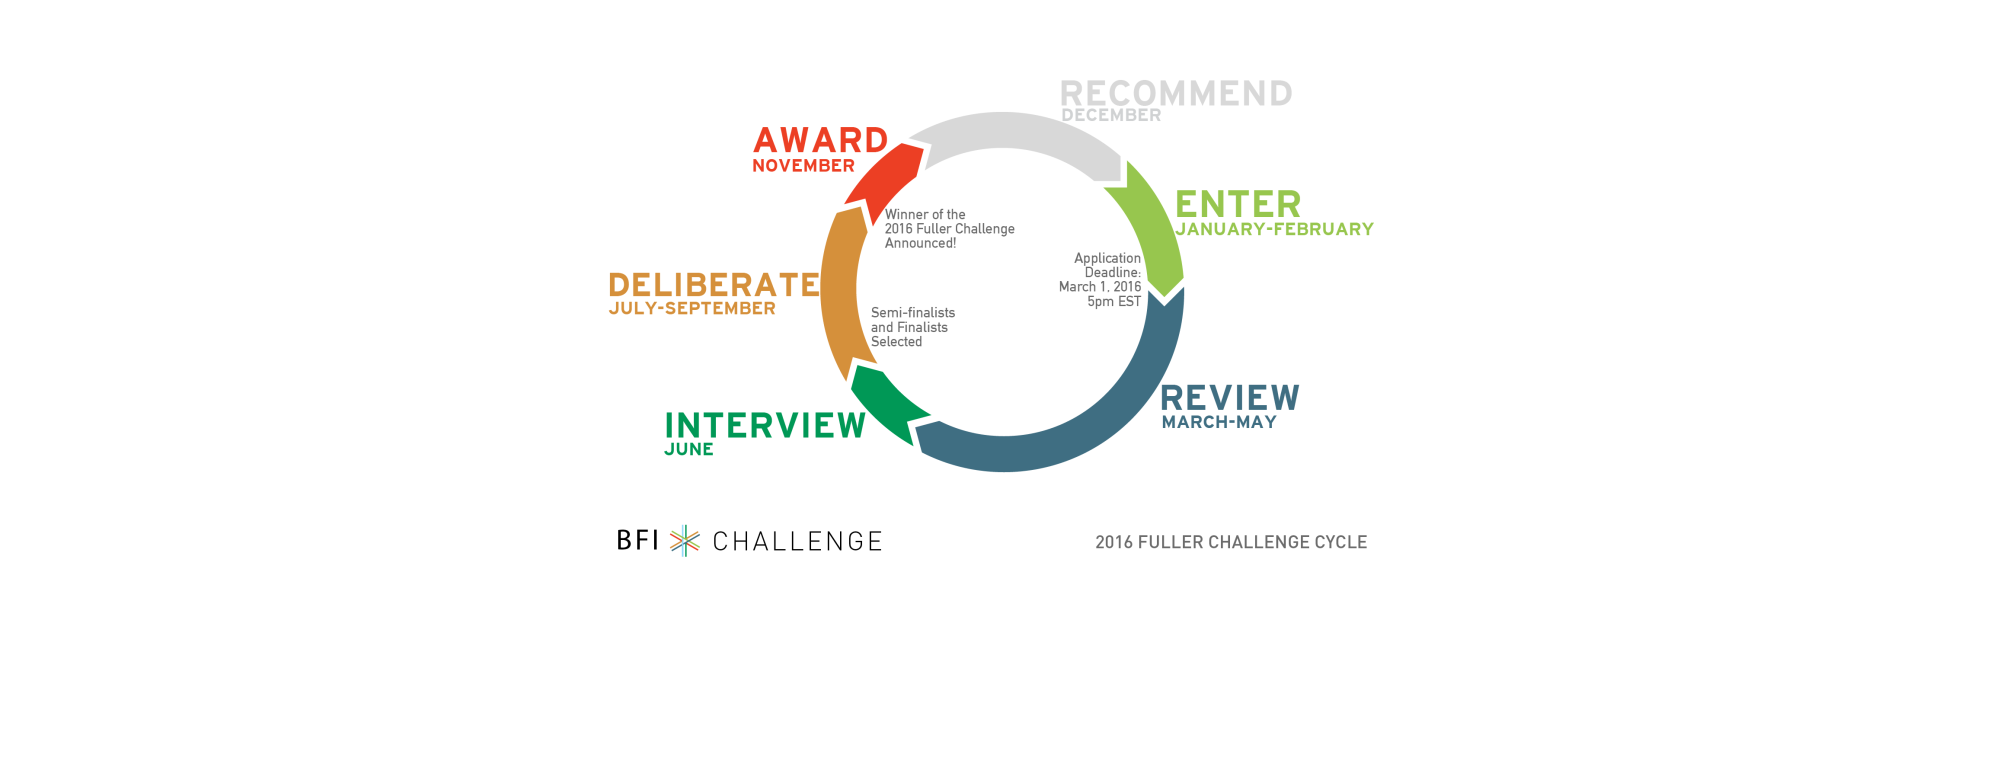 RECOMMEND
DECEMBER
AWARD
NOVEMBER
ENTER
JANUARY-FEBRUARY
Winner of the
2016 Fuller Challenge
Announced!
Application
Deadline:
March 1, 2016
5pm EST
DELIBERATE
JULY-SEPTEMBER
Semi-finalists
and Finalists
Selected
REVIEW
MARCH-MAY
INTERVIEW
JUNE
BFI CHALLENGE
2016 FULLER CHALLENGE CYCLE